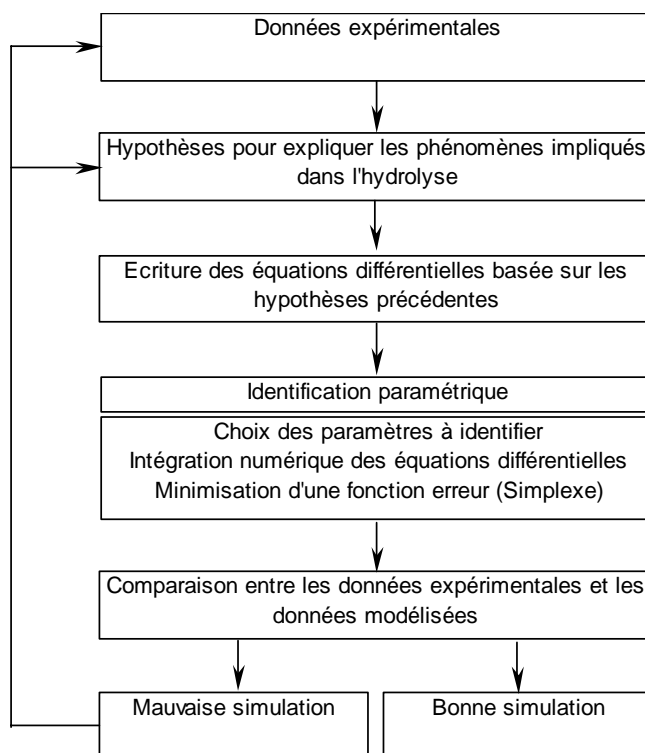 Données expérimentales
Hypothèses pour expliquer les phénomènes impliqués
dans l'hydrolyse
Ecriture des équations différentielles basée sur les
hypothèses précédentes
Identification paramétrique
Choix des paramètres à identifier
Intégration numérique des équations différentielles
Minimisation d'une fonction erreur (Simplexe)
Comparaison entre les données expérimentales et les
données modélisées
Mauvaise simulation
Bonne simulation